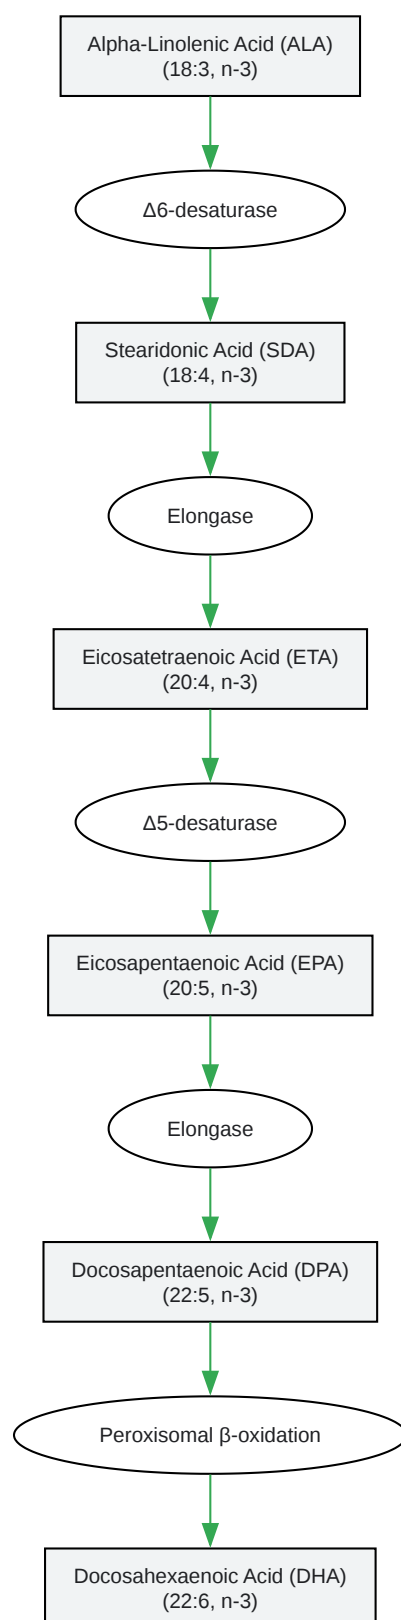 Alpha-Linolenic Acid (ALA)
(18:3, n-3)
Δ6-desaturase
Stearidonic Acid (SDA)
(18:4, n-3)
Elongase
Eicosatetraenoic Acid (ETA)
(20:4, n-3)
Δ5-desaturase
Eicosapentaenoic Acid (EPA)
(20:5, n-3)
Elongase
Docosapentaenoic Acid (DPA)
(22:5, n-3)
Peroxisomal β-oxidation
Docosahexaenoic Acid (DHA)
(22:6, n-3)